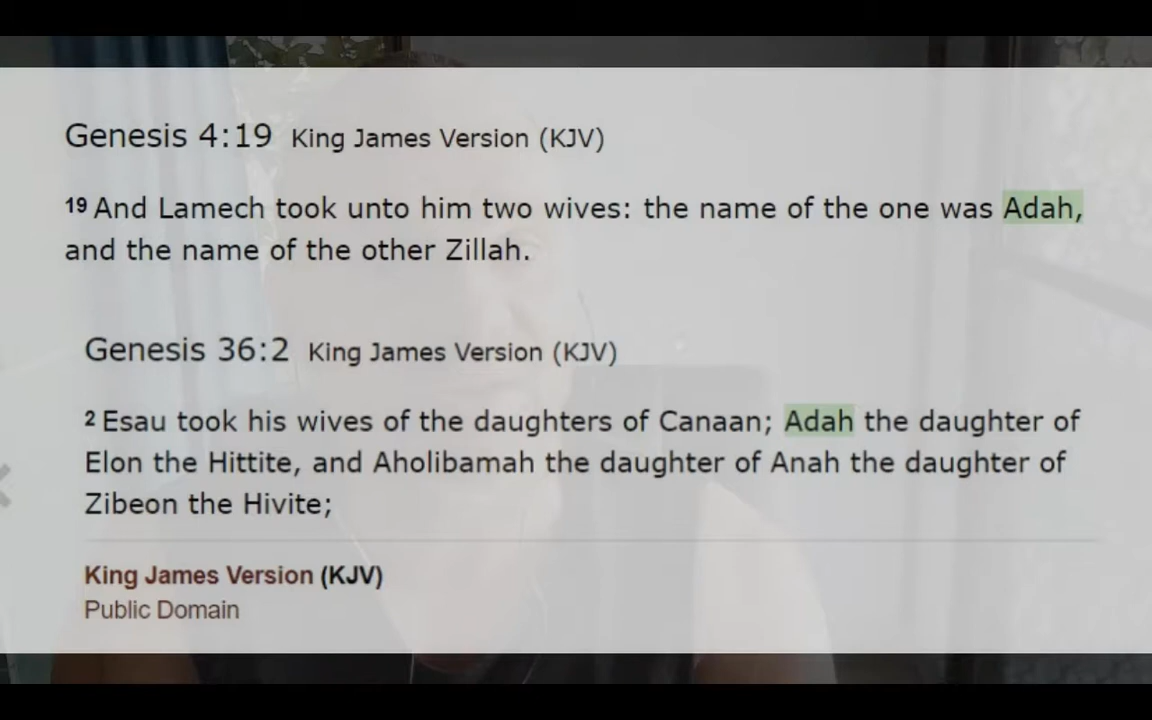 Genesis 4:19 King James Version (KJV)
19 And Lamech took unto him two wives: the name of the one was Adah,
and the name of the other Zillah.
Genesis 36:2 King James Version (KJV)
2 Esau took his wives of the daughters of Canaan; Adah the daughter of
Elon the Hittite, and Aholibamah the daughter of Anah the daughter of
Zibeon the Hivite;
King James Version (KJV)
Public Domain